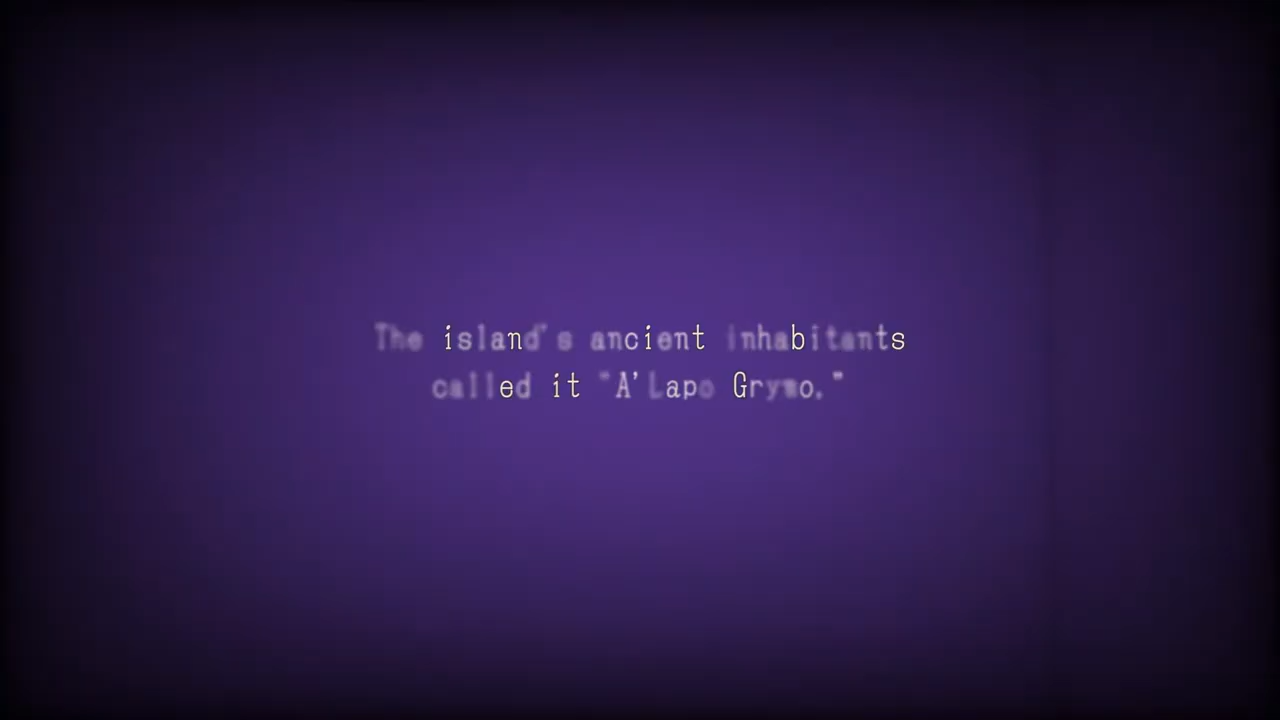 The island's ancient inhabitants
called it "A'Lapo Grymo."